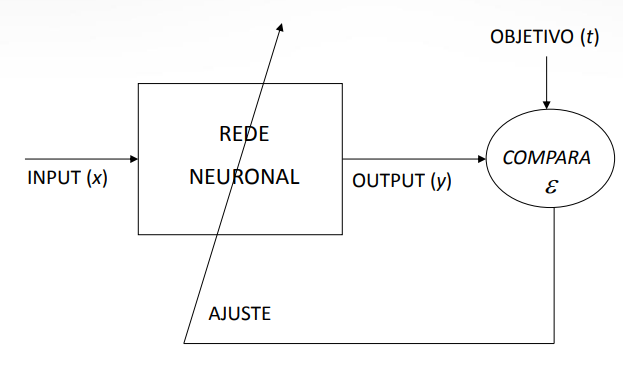 OBJETIVO (t)
REDE
NEURONAL
INPUT (x)
OUTPUT (y)
COMPARA
ε
AJUSTE